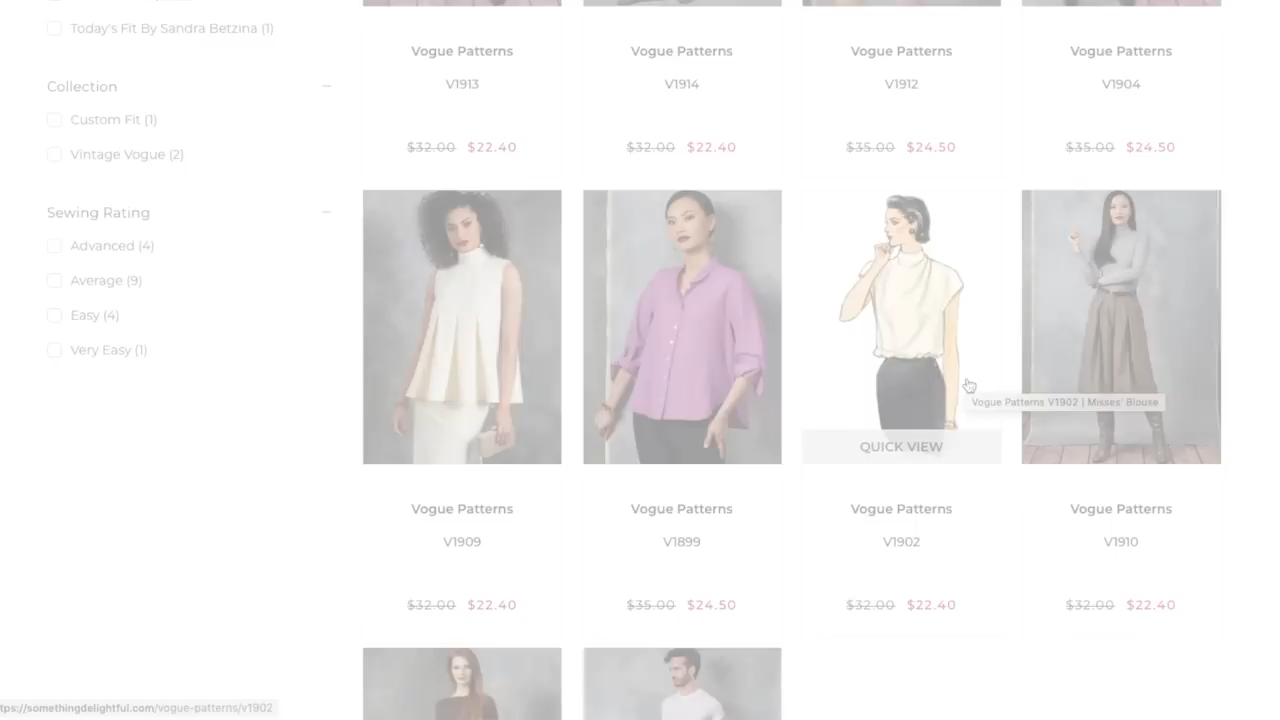 Today's Fit By Sandra Betzina (1)
Collection
Custom Fit (1)
Vintage Vogue (2)
Sewing Rating
Advanced (4)
Average (9)
Easy (4)
Very Easy (1)
Vogue Patterns
V1913
$32.00 $22.40
Vogue Patterns
V1914
$32.00 $22.40
Vogue Patterns
V1912
$35.00 $24.50
Vogue Patterns
V1904
$35.00 $24.50
QUICK VIEW
Vogue Patterns V1902 | Misses' Blouse
Vogue Patterns
V1909
$32.00 $22.40
Vogue Patterns
V1899
$35.00 $24.50
Vogue Patterns
V1902
$32.00 $22.40
Vogue Patterns
V1910
$32.00 $22.40
tps://somethingdelightful.com/vogue-patterns/v1902